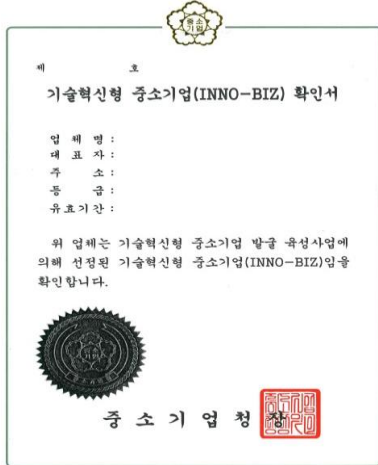 중소
기업
제 호
기술혁신형 중소기업(INNO-BIZ) 확인서
업 체 명 :
대 표 자 :
주 소 :
등 급 :
유효기간 :
위 업체는 기술혁신형 중소기업 발굴 육성사업에
의해 선정된 기술혁신형 중소기업(INNO-BIZ)임을
확인합니다.
중 소 기 업 청 장